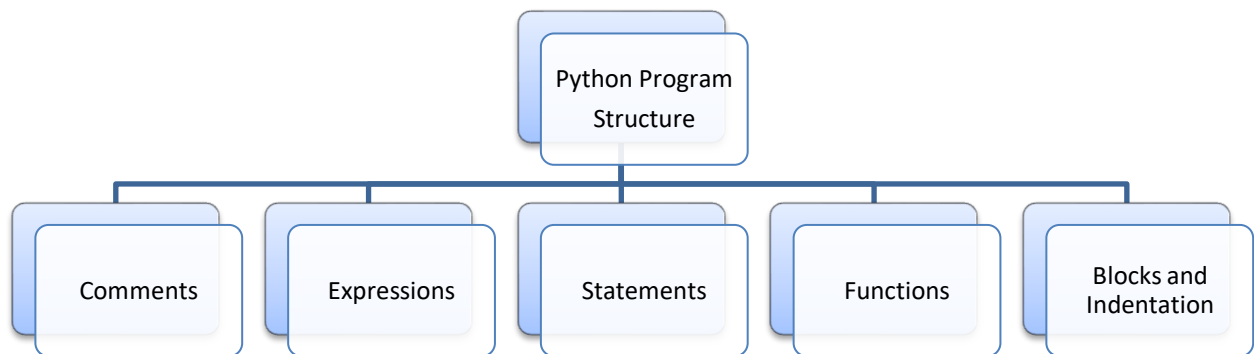 Python Program
Structure
Comments
Expressions
Statements
Functions
Blocks and
Indentation